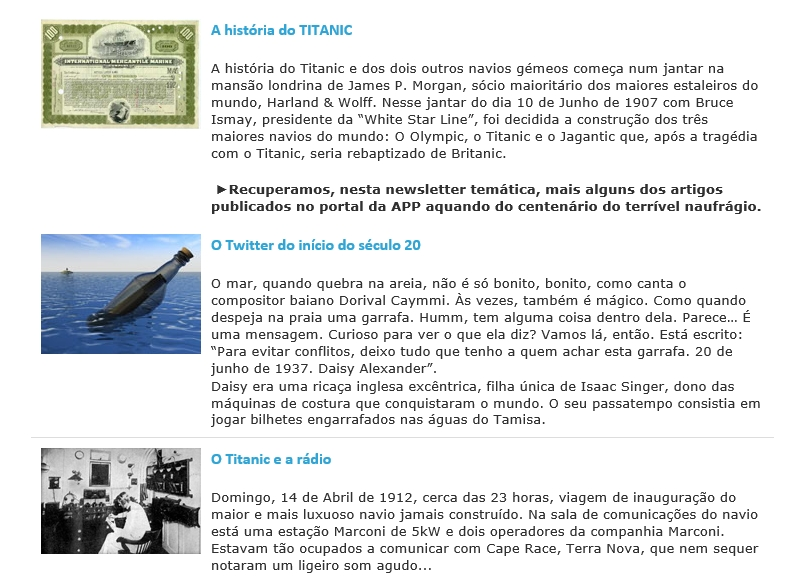 A história do TITANIC
100
100
INTERNATIONAL MERCANTILE MARINE
A história do Titanic e dos dois outros navios gémeos começa num jantar na
mansão londrina de James P. Morgan, sócio maioritário dos maiores estaleiros do
mundo, Harland & Wolff. Nesse jantar do dia 10 de Junho de 1907 com Bruce
Ismay, presidente da “White Star Line”, foi decidida a construção dos três
maiores navios do mundo: O Olympic, o Titanic e o Jagantic que, após a tragédia
com o Titanic, seria rebaptizado de Britanic.
►Recuperamos, nesta newsletter temática, mais alguns dos artigos
publicados no portal da APP aquando do centenário do terrível naufrágio.
O Twitter do início do século 20
O mar, quando quebra na areia, não é só bonito, bonito, como canta o
compositor baiano Dorival Caymmi. Às vezes, também é mágico. Como quando
despeja na praia uma garrafa. Humm, tem alguma coisa dentro dela. Parece… É
uma mensagem. Curioso para ver o que ela diz? Vamos lá, então. Está escrito:
“Para evitar conflitos, deixo tudo que tenho a quem achar esta garrafa. 20 de
junho de 1937. Daisy Alexander”.
Daisy era uma ricaça inglesa excêntrica, filha única de Isaac Singer, dono das
máquinas de costura que conquistaram o mundo. O seu passatempo consistia em
jogar bilhetes engarrafados nas águas do Tamisa.
O Titanic e a rádio
Domingo, 14 de Abril de 1912, cerca das 23 horas, viagem de inauguração do
maior e mais luxuoso navio jamais construído. Na sala de comunicações do navio
está uma estação Marconi de 5kW e dois operadores da companhia Marconi.
Estavam tão ocupados a comunicar com Cape Race, Terra Nova, que nem sequer
notaram um ligeiro som agudo...